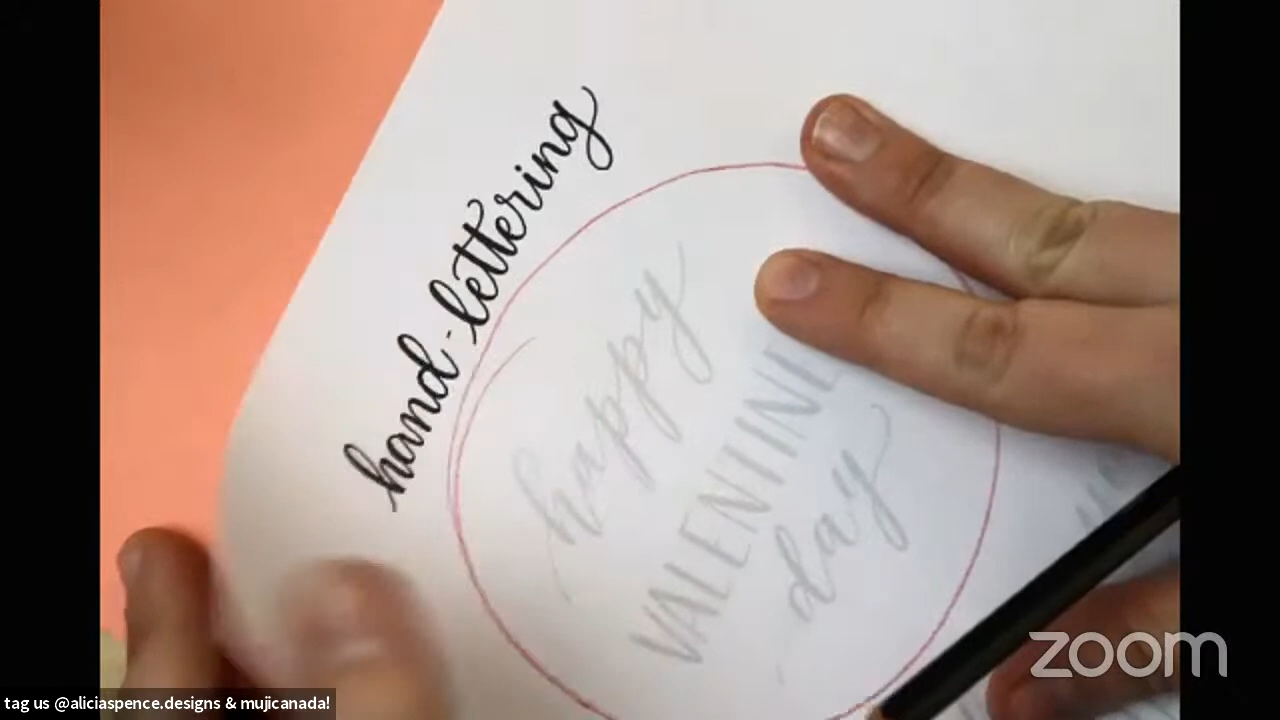 hand-lettering
happy
VALENTINE
day
zoom
tag us @aliciaspence.designs & mujicanada!